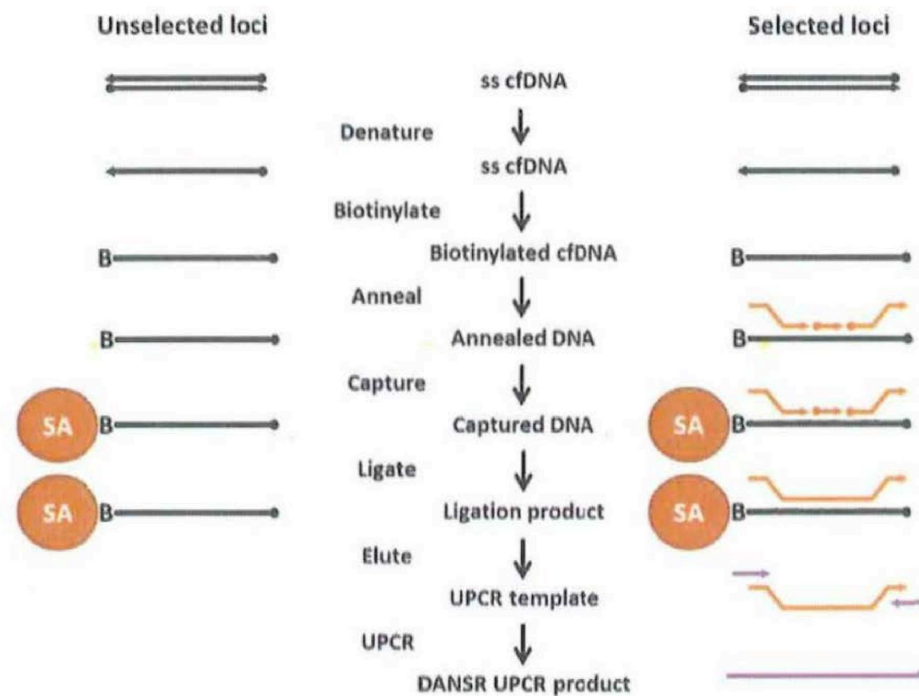 Unselected loci
Selected loci
ss cfDNA
Denature
ss cfDNA
Biotinylate
B
Biotinylated cfDNA
B
Anneal
B
Annealed DNA
B
Capture
SA
B
Captured DNA
SA
B
Ligate
SA
B
Ligation product
SA
B
Elute
UPCR template
UPCR
DANSR UPCR product